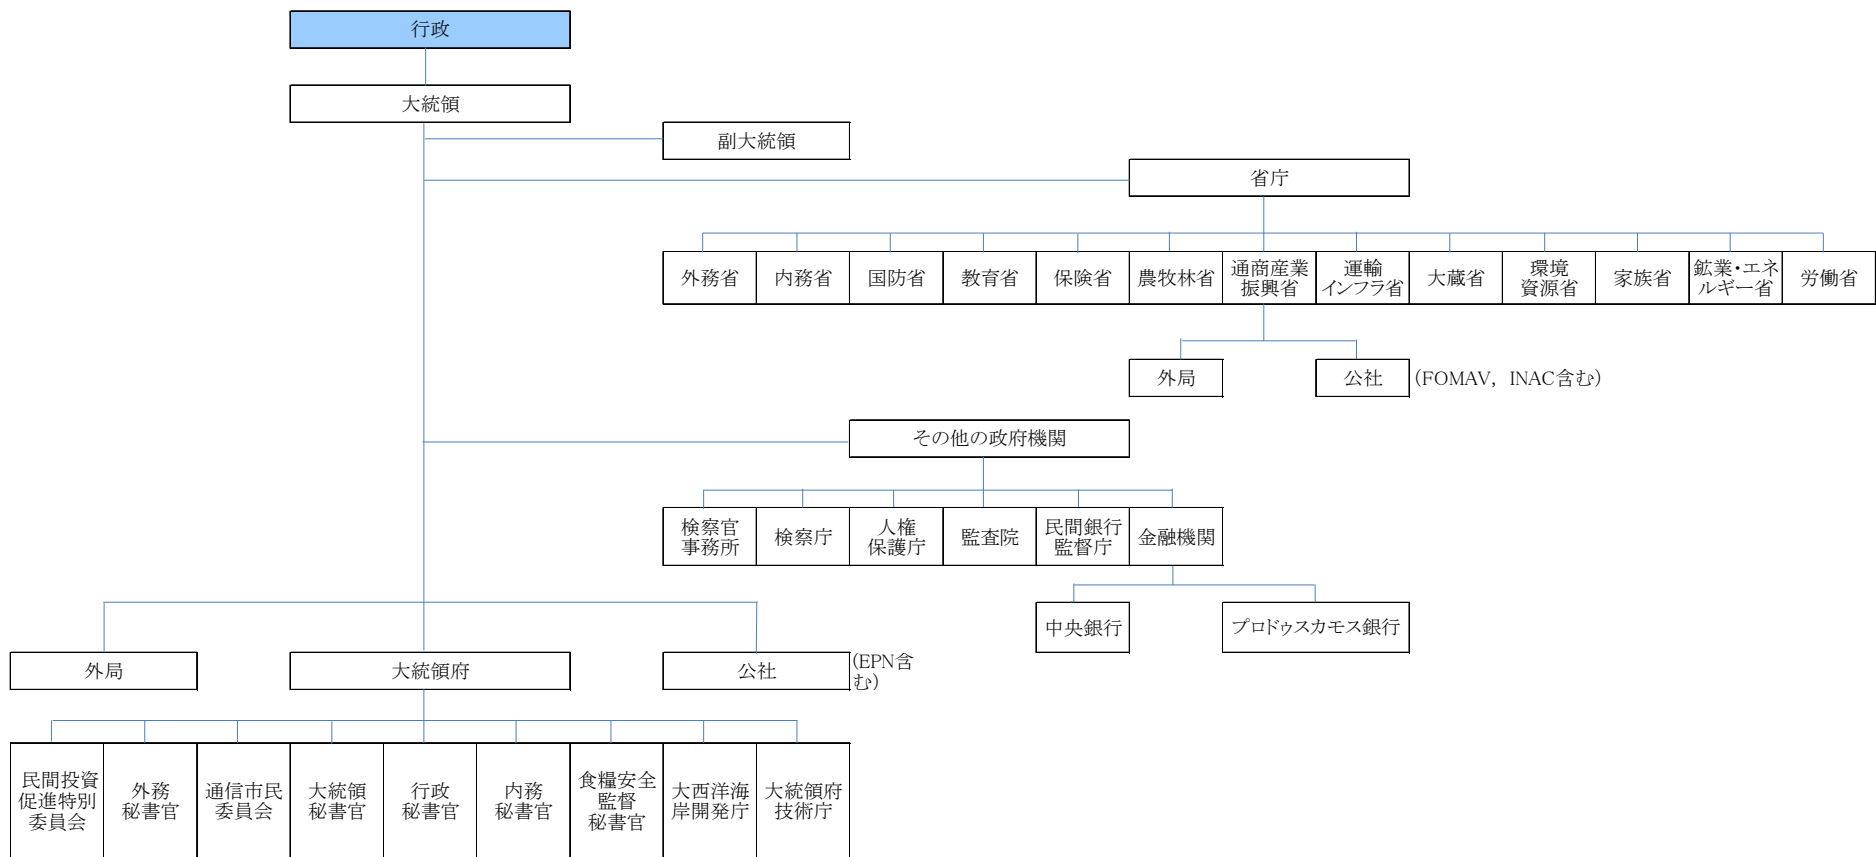 行政
大統領
副大統領
省庁
外務省
内務省
国防省
教育省
保険省
農牧林省
通商産業
振興省
運輸
インフラ省
大蔵省
環境
資源省
家族省
鉱業・エネ
ルギー省
労働省
外局
公社
(FOMAV，INAC含む)
その他の政府機関
検察官
事務所
検察庁
人権
保護庁
監査院
民間銀行
監督庁
金融機関
中央銀行
プロドゥスカモス銀行
外局
大統領府
公社
(EPN含
む)
民間投資
促進特別
委員会
外務
秘書官
通信市民
委員会
大統領
秘書官
行政
秘書官
内務
秘書官
食糧安全
監督
秘書官
大西洋海
岸開発庁
大統領府
技術庁